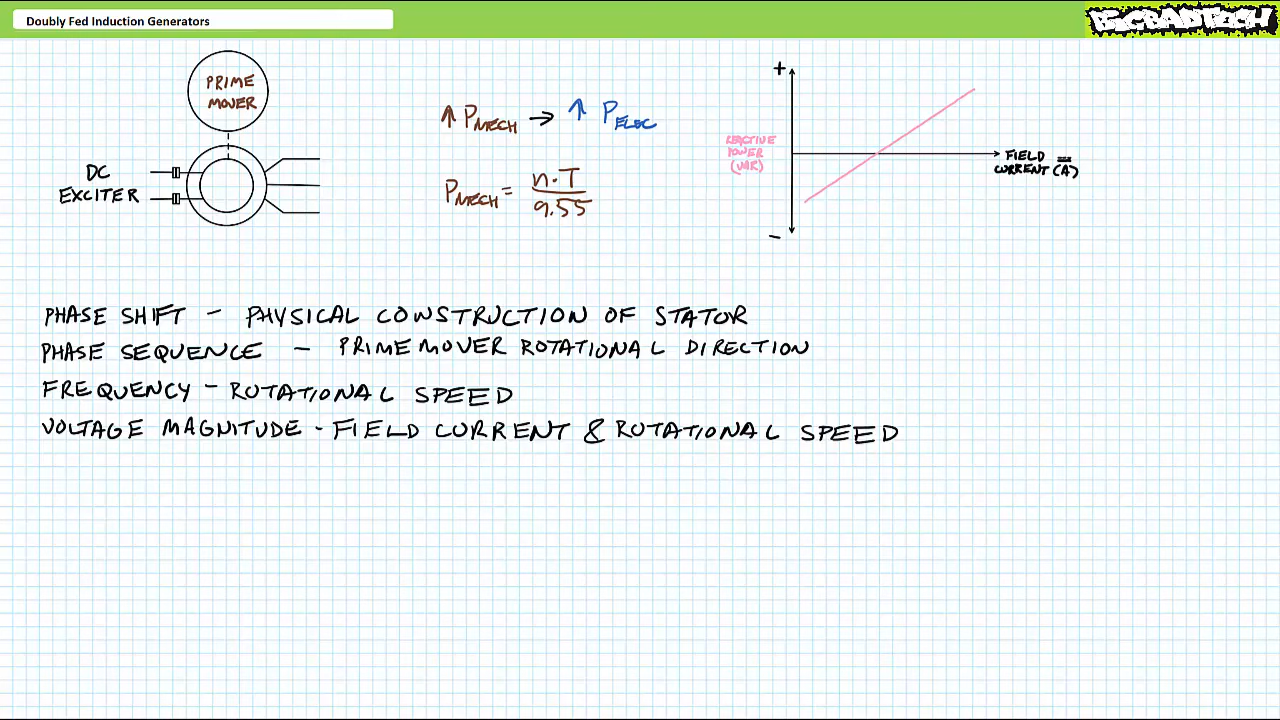 Doubly Fed Induction Generators
BIGBADTECH
PRIME
MOVER
DC
EXCITER
↑ PMECH → ↑ PELEC
PMECH = n·T
9.55
+
REACTIVE
POWER
(VAR)
-
FIELD ⎓
CURRENT (A)
PHASE SHIFT - PHYSICAL CONSTRUCTION OF STATOR
PHASE SEQUENCE - PRIME MOVER ROTATIONAL DIRECTION
FREQUENCY - ROTATIONAL SPEED
VOLTAGE MAGNITUDE - FIELD CURRENT & ROTATIONAL SPEED